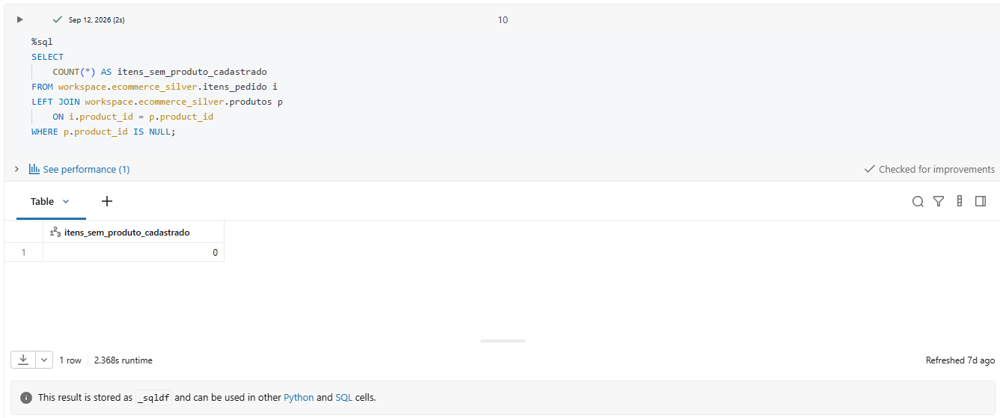 Sep 12, 2026 (2s)
10
%sql
SELECT
COUNT(*) AS itens_sem_produto_cadastrado
FROM workspace.ecommerce_silver.itens_pedido i
LEFT JOIN workspace.ecommerce_silver.produtos p
ON i.product_id = p.product_id
WHERE p.product_id IS NULL;
See performance (1)
Checked for improvements
Table
itens_sem_produto_cadastrado
1
0
1 row
2.368s runtime
Refreshed 7d ago
This result is stored as _sqldf and can be used in other Python and SQL cells.